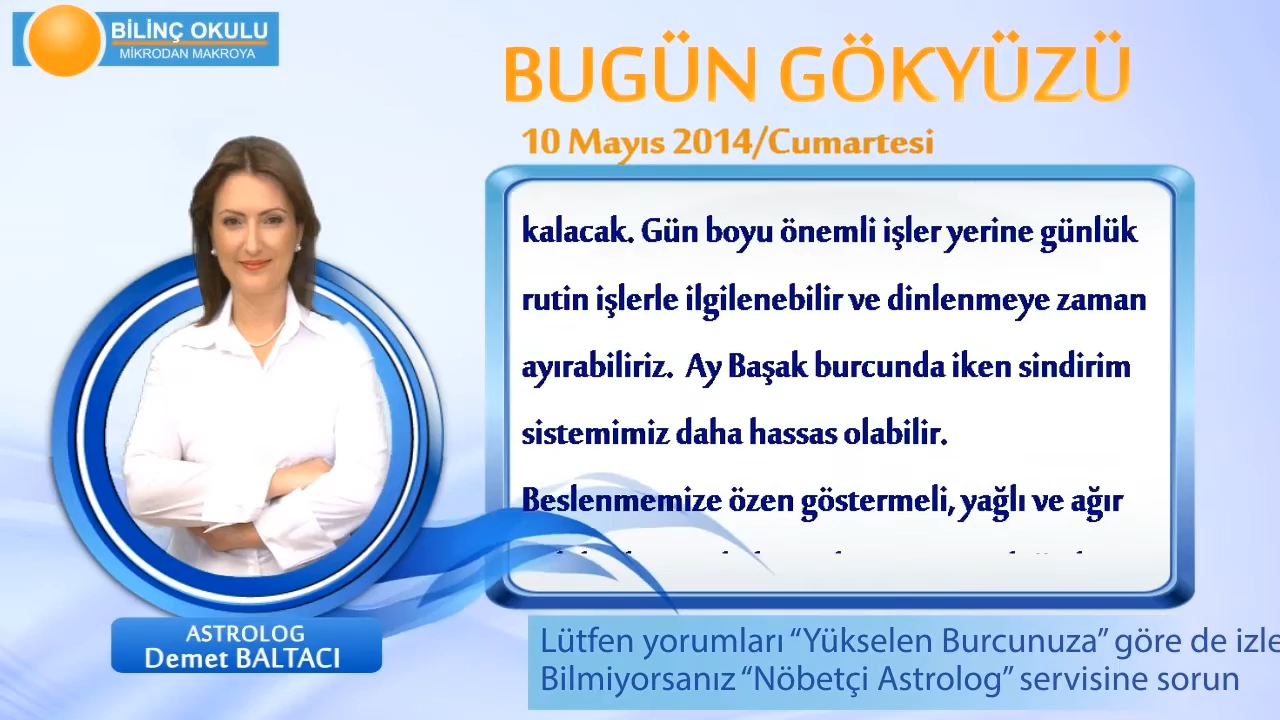 BİLİNÇ OKULU
MİKRODAN MAKROYA
BUGÜN GÖKYÜZÜ
10 Mayıs 2014/Cumartesi
kalacak. Gün boyu önemli işler yerine günlük
rutin işlerle ilgilenebilir ve dinlenmeye zaman
ayırabiliriz. Ay Başak burcunda iken sindirim
sistemimiz daha hassas olabilir.
Beslenmemize özen göstermeli, yağlı ve ağır
ASTROLOG
Demet BALTACI
Lütfen yorumları “Yükselen Burcunuza” göre de izle
Bilmiyorsanız “Nöbetçi Astrolog” servisine sorun